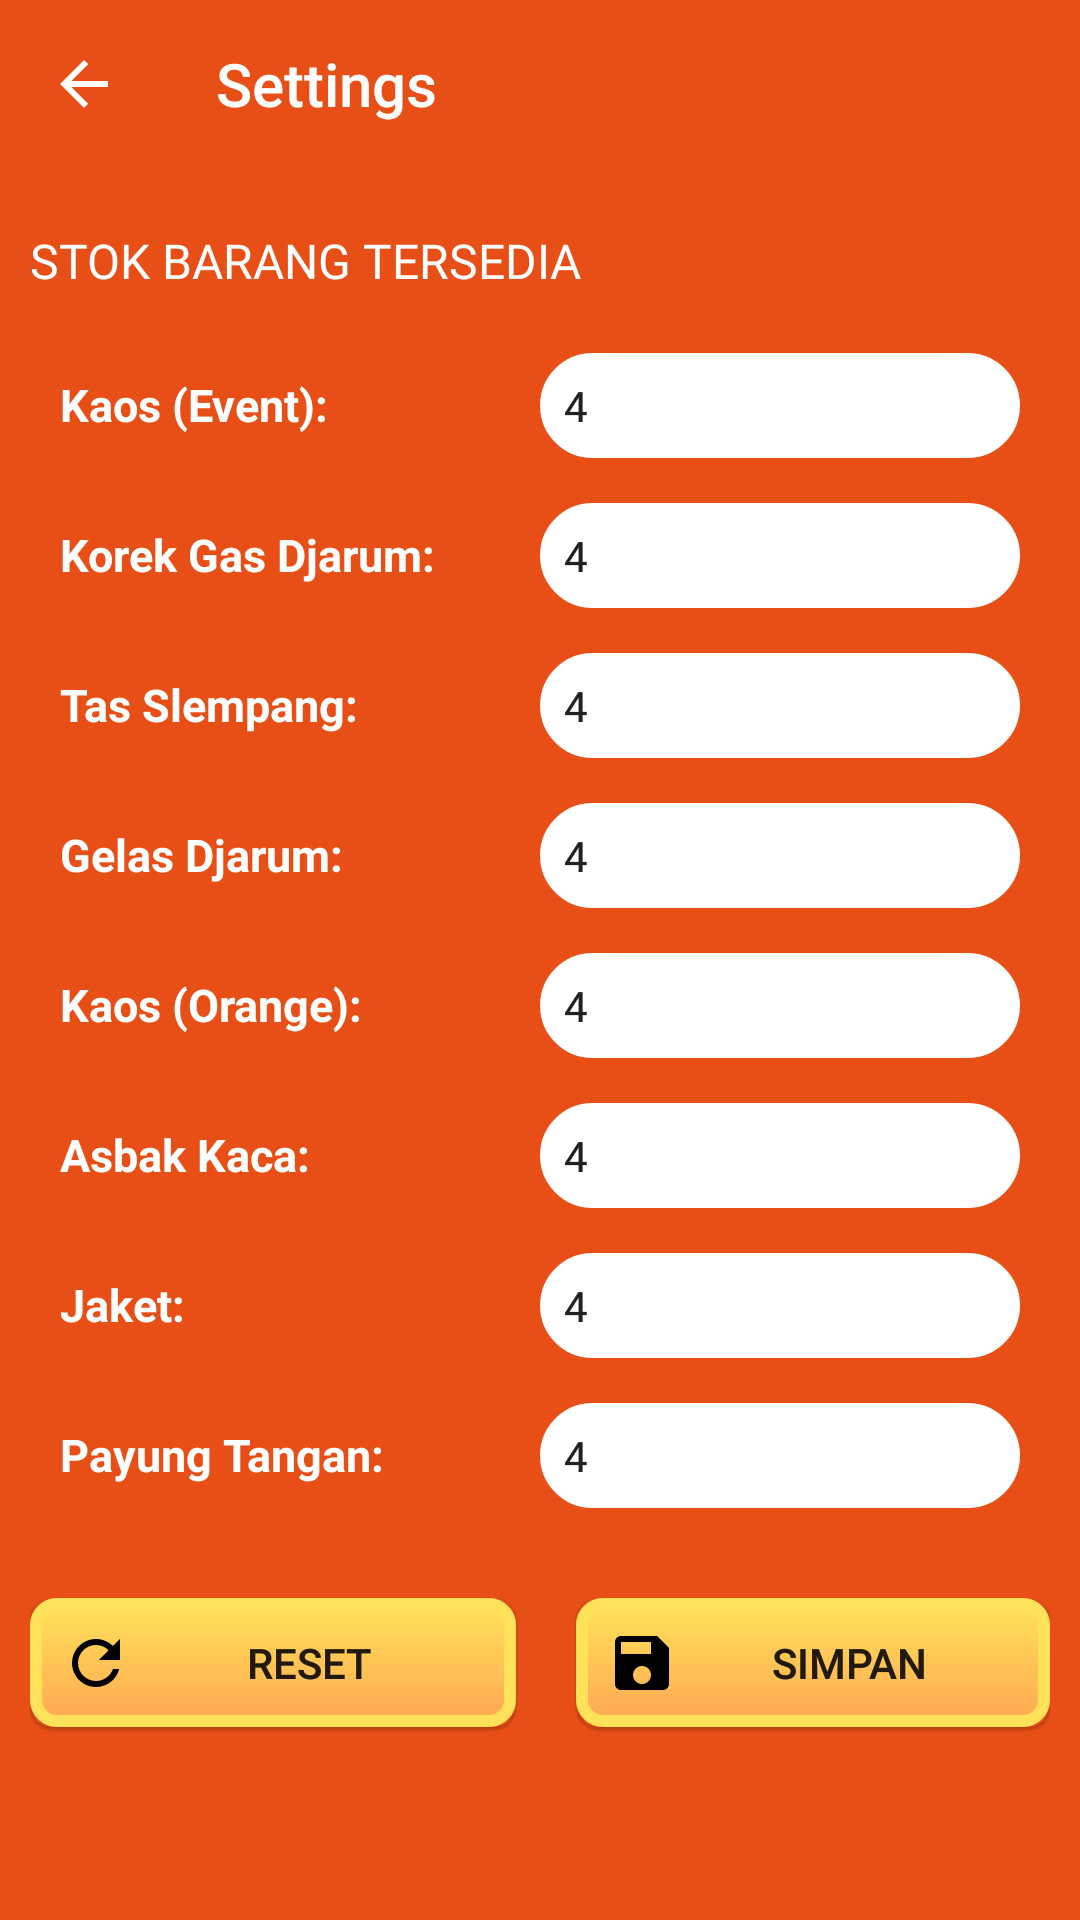 Settings
STOK BARANG TERSEDIA
Kaos (Event): 4
Korek Gas Djarum: 4
Tas Slempang: 4
Gelas Djarum: 4
Kaos (Orange): 4
Asbak Kaca: 4
Jaket: 4
Payung Tangan: 4
RESET SIMPAN